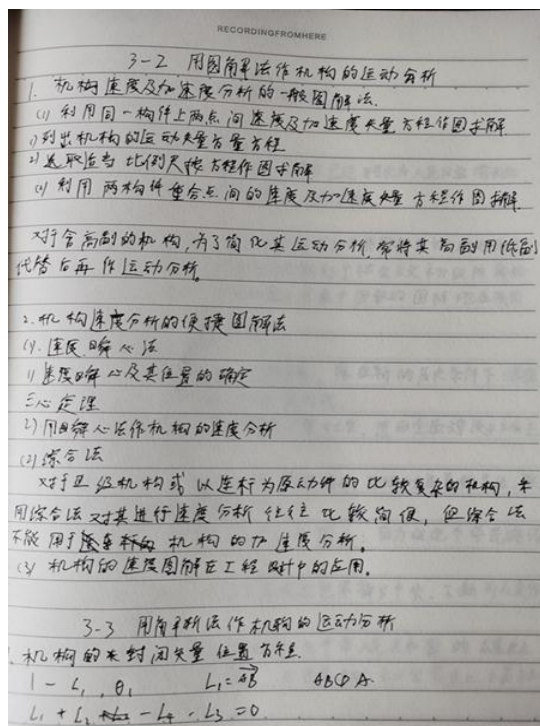 RECORDINGFROMHERE
3-2 用图解法作机构的运动分析
1. 机构速度及加速度分析的一般图解法.
(1) 利用同一构件上两点间速度及加速度矢量方程作图求解
1) 列出机构的运动矢量方程
2) 选取适当比例尺按方程作图求解
(2) 利用两构件重合点间的速度及加速度矢量方程作图求解.
对于含高副的机构,为了简化其运动分析,常将其高副用低副
代替后再作运动分析。
2. 机构速度分析的便捷图解法
(1). 速度瞬心法
1) 速度瞬心及其位置的确定
三心定理
2) 用瞬心法作机构的速度分析
(2) 综合法
对于Ⅲ级机构或以连杆为原动件的比较复杂的机构,采
用综合法对其进行速度分析往往比较简便,但综合法
不能用于机构的加速度分析。
(3) 机构的速度图解在工程设计中的应用。
3-3 用解析法作机构的运动分析
1. 机构的封闭矢量位置方程.
1 - L₁, θ₁ L₁=AB ABCDA.
L₁ + L₂ - L₄ - L₃ =0